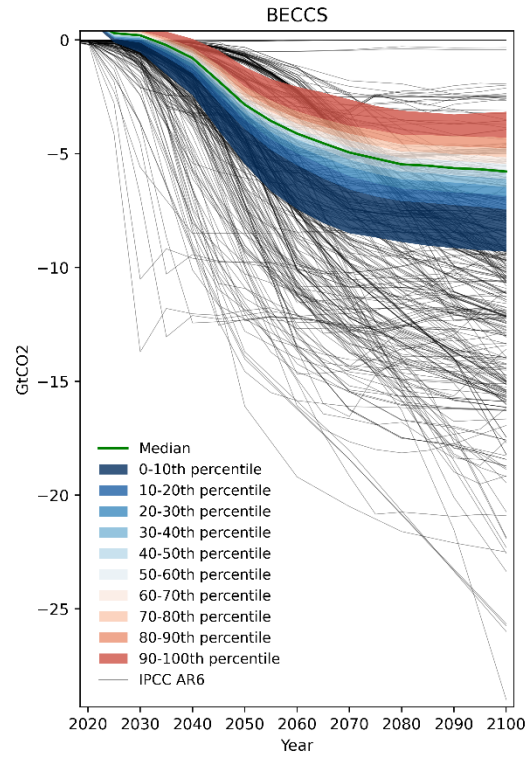 BECCS
0
−5
−10
−15
−20
−25
GtCO2
Median
0-10th percentile
10-20th percentile
20-30th percentile
30-40th percentile
40-50th percentile
50-60th percentile
60-70th percentile
70-80th percentile
80-90th percentile
90-100th percentile
IPCC AR6
2020 2030 2040 2050 2060 2070 2080 2090 2100
Year